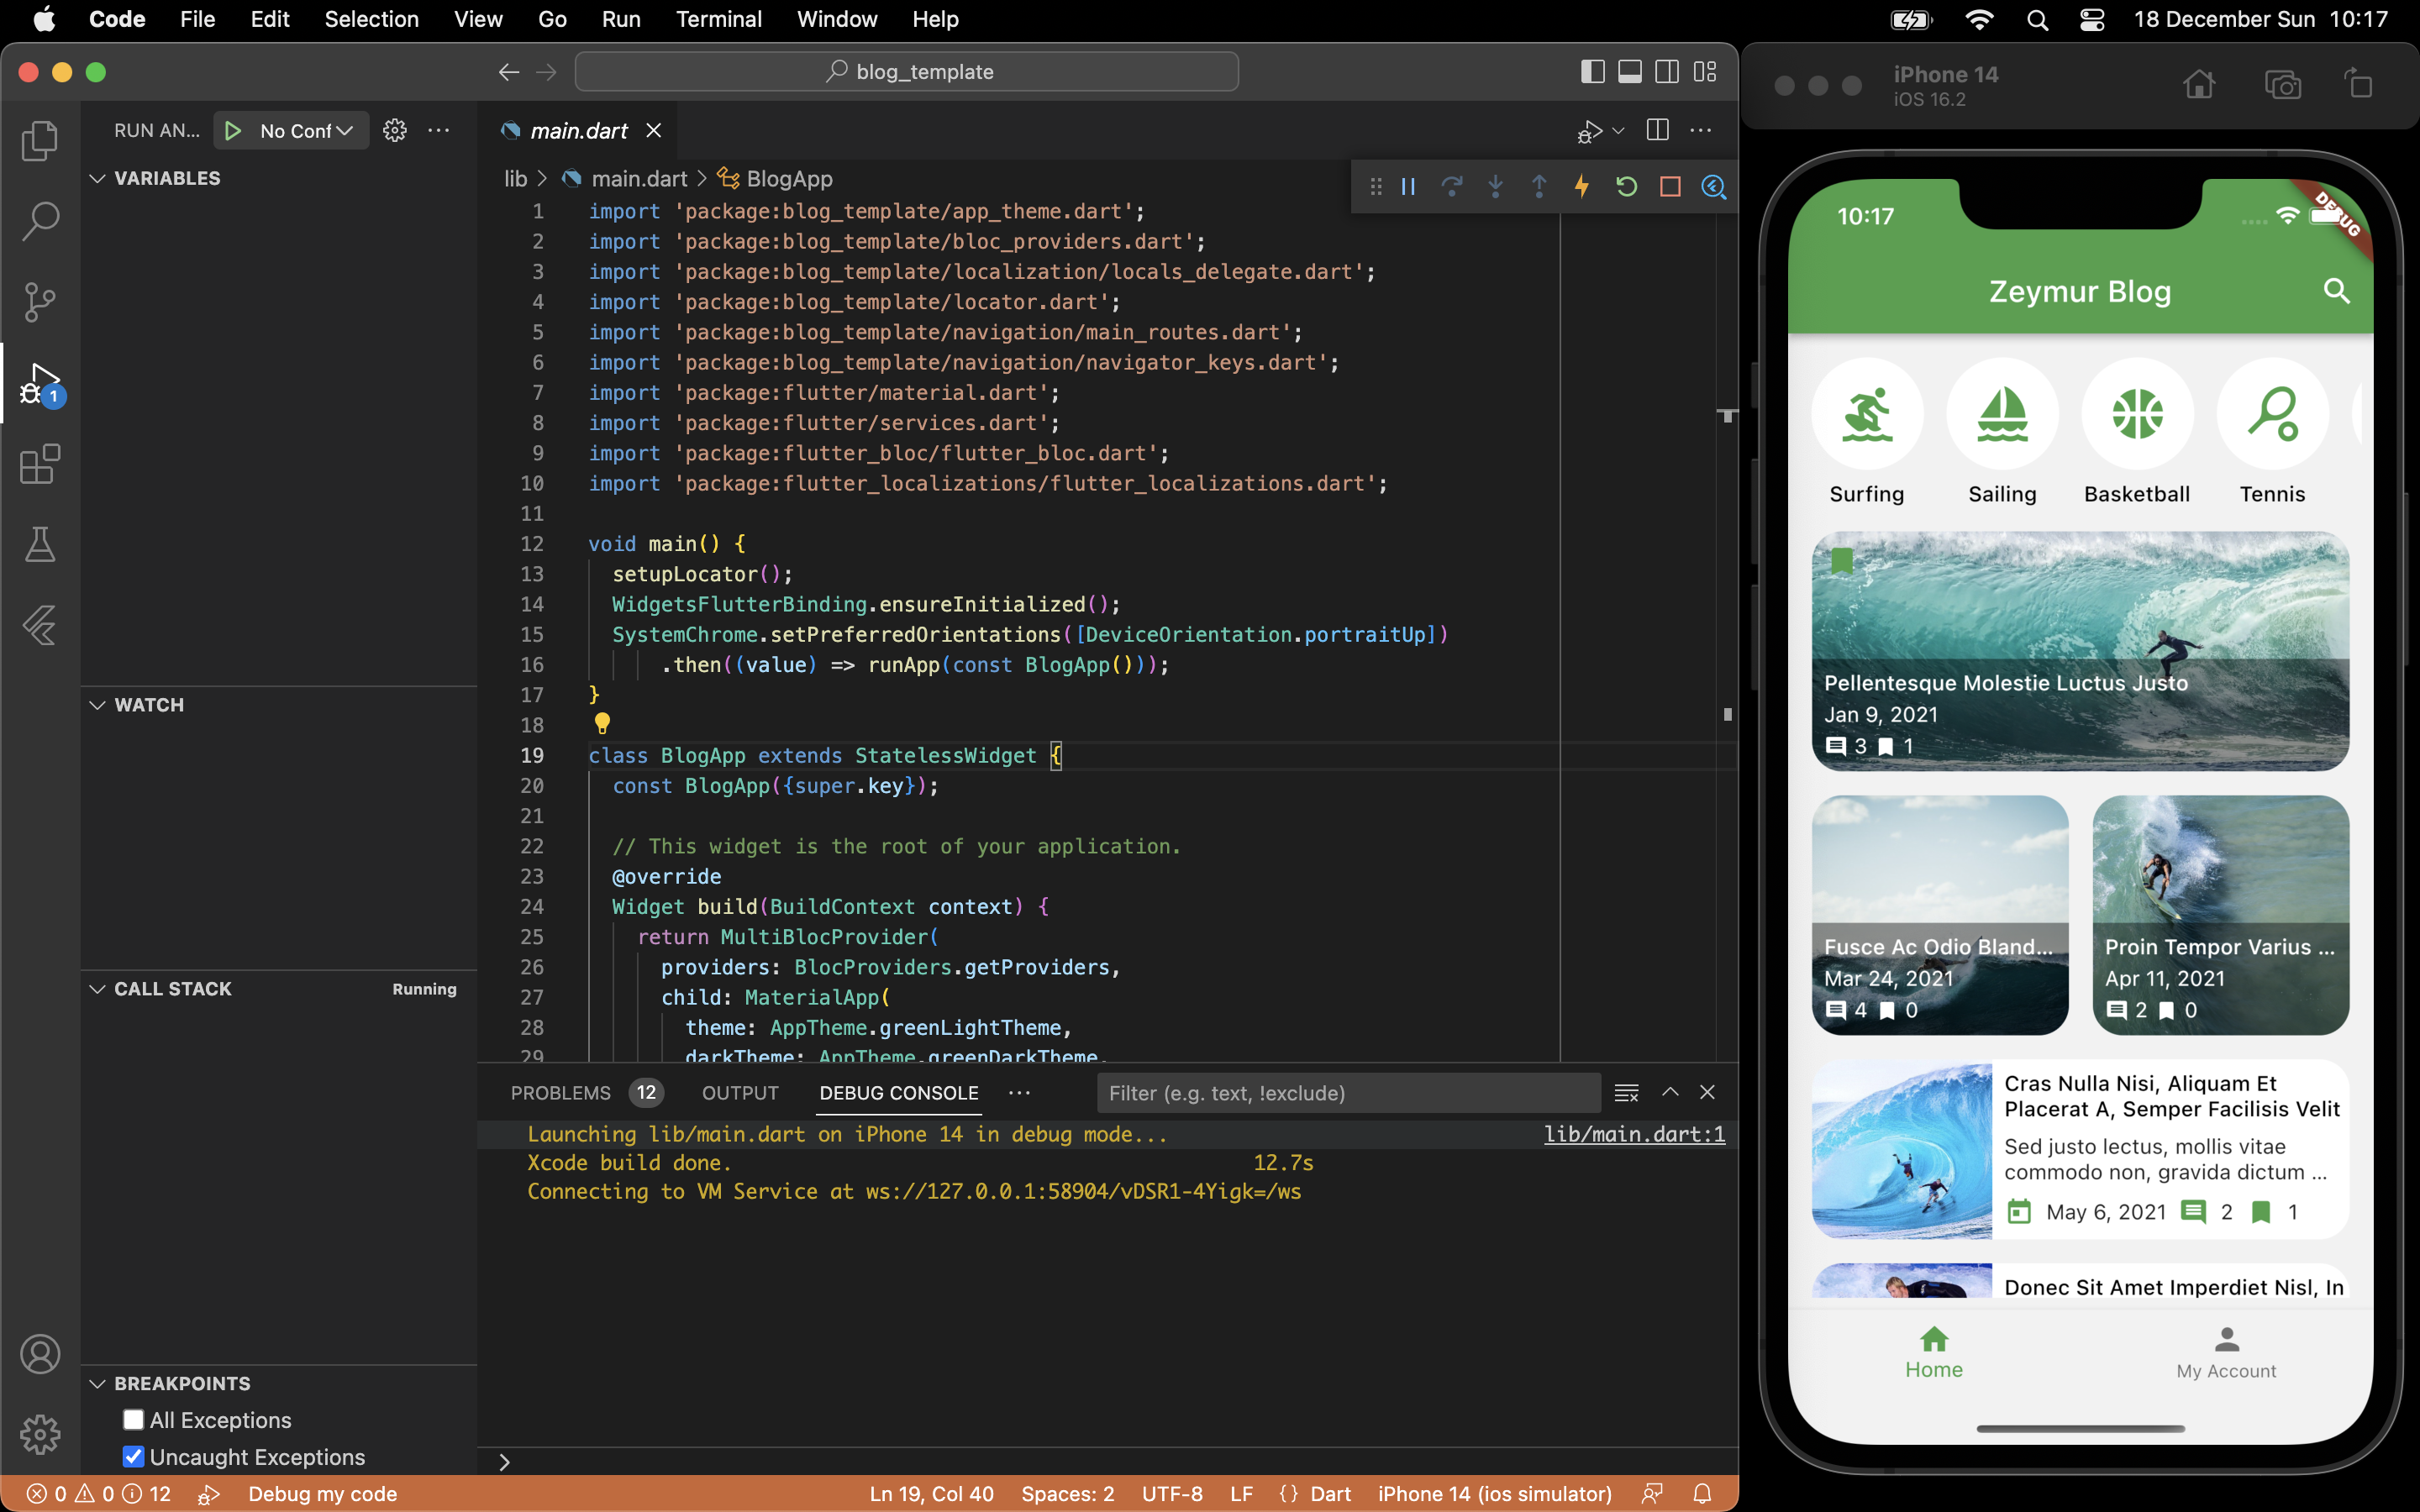 Code File Edit Selection View Go Run Terminal Window Help
18 December Sun 10:17
blog_template
RUN AN...
No Conf
VARIABLES
WATCH
CALL STACK
Running
BREAKPOINTS
All Exceptions
Uncaught Exceptions
1
main.dart
lib > main.dart > BlogApp
1 import 'package:blog_template/app_theme.dart';
2 import 'package:blog_template/bloc_providers.dart';
3 import 'package:blog_template/localization/locals_delegate.dart';
4 import 'package:blog_template/locator.dart';
5 import 'package:blog_template/navigation/main_routes.dart';
6 import 'package:blog_template/navigation/navigator_keys.dart';
7 import 'package:flutter/material.dart';
8 import 'package:flutter/services.dart';
9 import 'package:flutter_bloc/flutter_bloc.dart';
10 import 'package:flutter_localizations/flutter_localizations.dart';
11
12 void main() {
13 setupLocator();
14 WidgetsFlutterBinding.ensureInitialized();
15 SystemChrome.setPreferredOrientations([DeviceOrientation.portraitUp])
16 .then((value) => runApp(const BlogApp()));
17 }
18
19 class BlogApp extends StatelessWidget {
20 const BlogApp({super.key});
21
22 // This widget is the root of your application.
23 @override
24 Widget build(BuildContext context) {
25 return MultiBlocProvider(
26 providers: BlocProviders.getProviders,
27 child: MaterialApp(
28 theme: AppTheme.greenLightTheme,
29 darkTheme: AppTheme.greenDarkTheme,
PROBLEMS 12 OUTPUT DEBUG CONSOLE
Filter (e.g. text, !exclude)
Launching lib/main.dart on iPhone 14 in debug mode... lib/main.dart:1
Xcode build done. 12.7s
Connecting to VM Service at ws://127.0.0.1:58904/vDSR1-4Yigk=/ws
0 0 12 Debug my code
Ln 19, Col 40 Spaces: 2 UTF-8 LF {} Dart iPhone 14 (ios simulator)
iPhone 14
iOS 16.2
10:17
DEBUG
Zeymur Blog
Surfing Sailing Basketball Tennis
Pellentesque Molestie Luctus Justo
Jan 9, 2021
3 1
Fusce Ac Odio Bland...
Mar 24, 2021
4 0
Proin Tempor Varius ...
Apr 11, 2021
2 0
Cras Nulla Nisi, Aliquam Et
Placerat A, Semper Facilisis Velit
Sed justo lectus, mollis vitae
commodo non, gravida dictum ...
May 6, 2021 2 1
Donec Sit Amet Imperdiet Nisl, In
Home
My Account